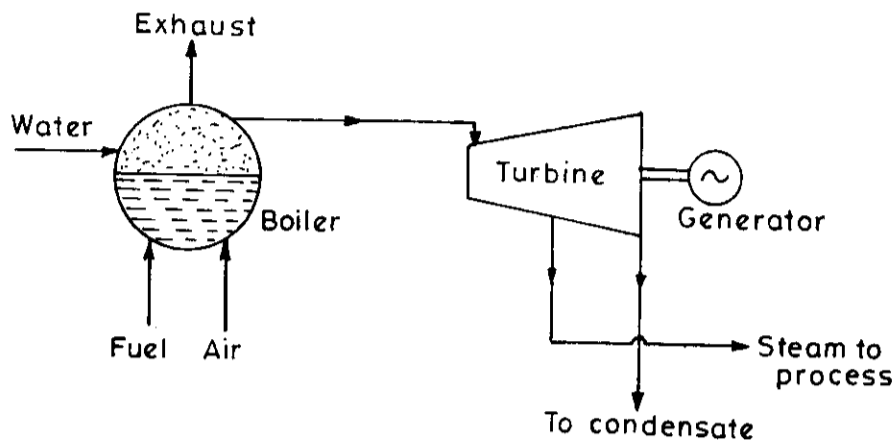 Exhaust
Water
Boiler
Fuel
Air
Turbine
~
Generator
Steam to
process
To condensate